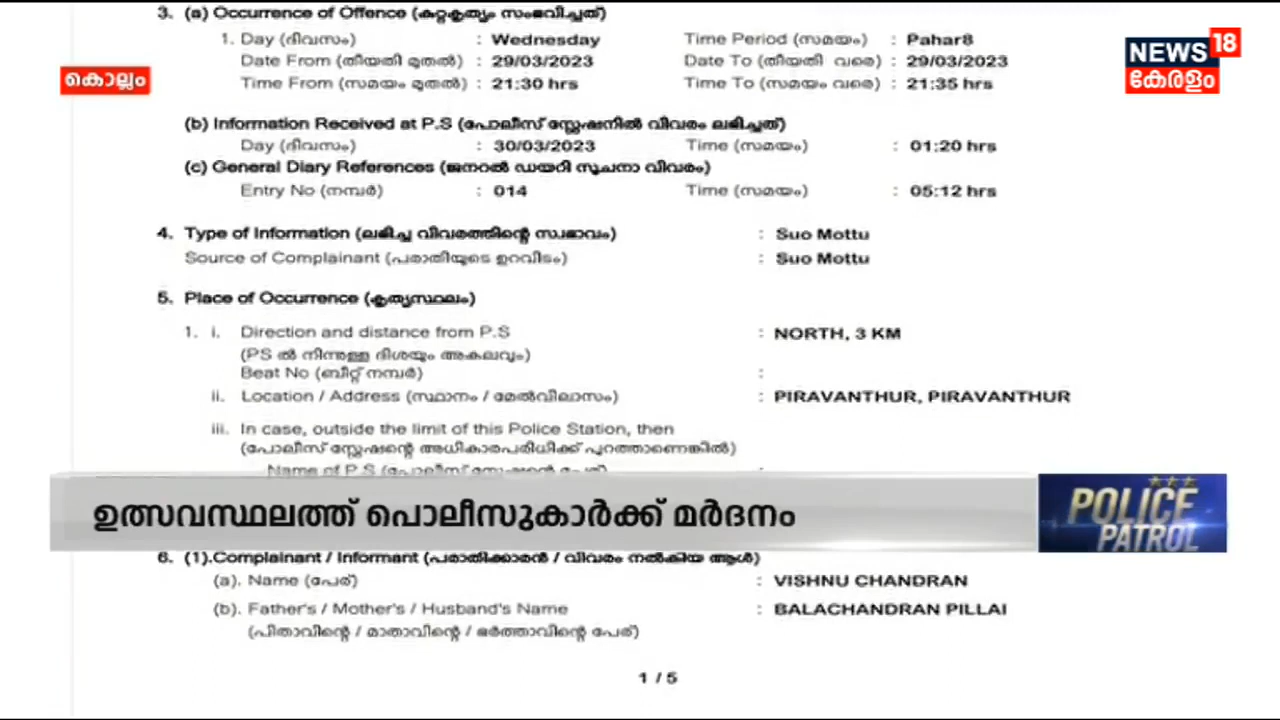 3. (a) Occurrence of Offence (കുറ്റകൃത്യം സംഭവിച്ചത്)
1. Day (ദിവസം) : Wednesday Time Period (സമയം) : Pahar8
Date From (തീയതി മുതൽ) : 29/03/2023 Date To (തീയതി വരെ) : 29/03/2023
Time From (സമയം മുതൽ) : 21:30 hrs Time To (സമയം വരെ) : 21:35 hrs
കൊല്ലം
NEWS 18
കേരളം
(b) Information Received at P.S (പോലീസ് സ്റ്റേഷനിൽ വിവരം ലഭിച്ചത്)
Day (ദിവസം) : 30/03/2023 Time (സമയം) : 01:20 hrs
(c) General Diary References (ജനറൽ ഡയറി സൂചനാ വിവരം)
Entry No (നമ്പർ) : 014 Time (സമയം) : 05:12 hrs
4. Type of Information (ലഭിച്ച വിവരത്തിന്റെ സ്വഭാവം) : Suo Mottu
Source of Complainant (പരാതിയുടെ ഉറവിടം) : Suo Mottu
5. Place of Occurrence (കൃത്യസ്ഥലം)
1. i. Direction and distance from P.S : NORTH, 3 KM
(PS ൽ നിന്നുള്ള ദിശയും അകലവും)
Beat No (ബീറ്റ് നമ്പർ) :
ii. Location / Address (സ്ഥാനം / മേൽവിലാസം) : PIRAVANTHUR, PIRAVANTHUR
iii. In case, outside the limit of this Police Station, then
(പോലീസ് സ്റ്റേഷന്റെ അധികാരപരിധിക്ക് പുറത്താണെങ്കിൽ)
Name of P.S (പോലീസ് സ്റ്റേഷന്റെ പേര്) :
ഉത്സവസ്ഥലത്ത് പൊലീസുകാർക്ക് മർദനം
POLICE
PATROL
6. (1).Complainant / Informant (പരാതിക്കാരൻ / വിവരം നൽകിയ ആൾ)
(a). Name (പേര്) : VISHNU CHANDRAN
(b). Father's / Mother's / Husband's Name : BALACHANDRAN PILLAI
(പിതാവിന്റെ / മാതാവിന്റെ / ഭർത്താവിന്റെ പേര്)
1 / 5